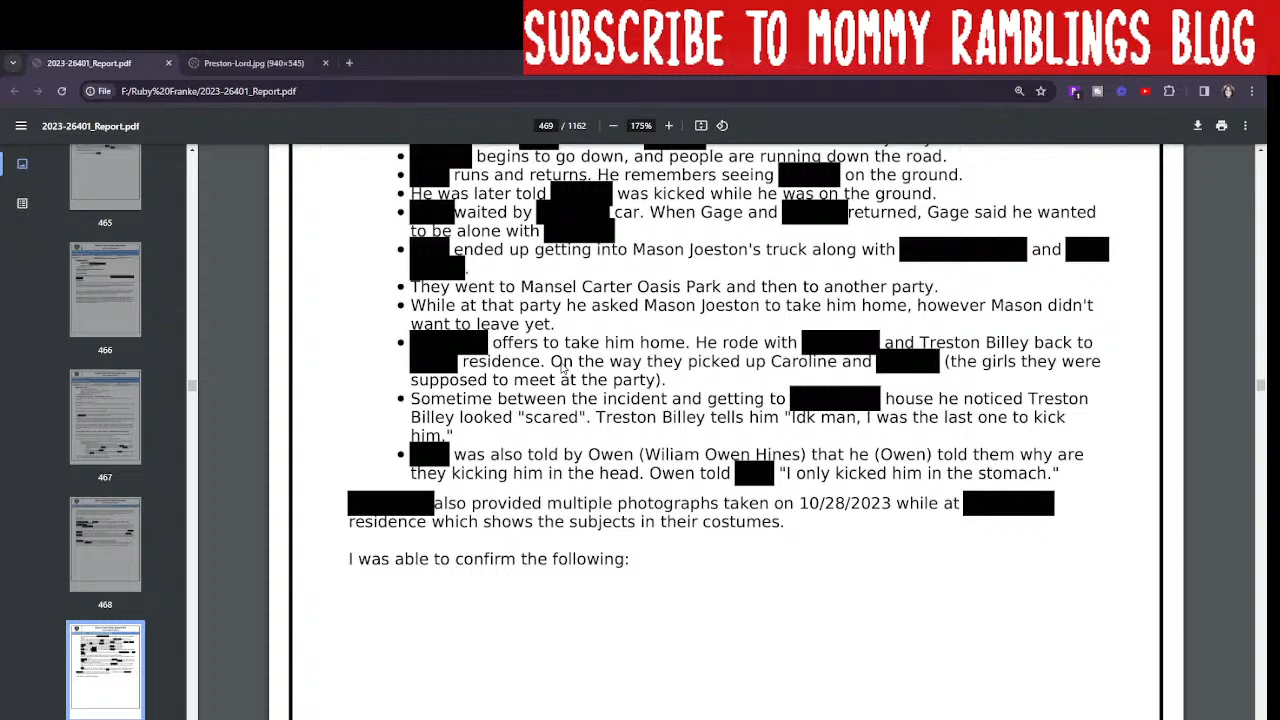 SUBSCRIBE TO MOMMY RAMBLINGS BLOG
2023-26401_Report.pdf
Preston-Lord.jpg (940×545)
File F:/Ruby%20Franke/2023-26401_Report.pdf
2023-26401_Report.pdf
469 / 1162
175%
begins to go down, and people are running down the road.
runs and returns. He remembers seeing on the ground.
He was later told was kicked while he was on the ground.
waited by car. When Gage and returned, Gage said he wanted
to be alone with
ended up getting into Mason Joeston's truck along with and
.
They went to Mansel Carter Oasis Park and then to another party.
While at that party he asked Mason Joeston to take him home, however Mason didn't
want to leave yet.
offers to take him home. He rode with and Treston Billey back to
residence. On the way they picked up Caroline and (the girls they were
supposed to meet at the party).
Sometime between the incident and getting to house he noticed Treston
Billey looked "scared". Treston Billey tells him "Idk man, I was the last one to kick
him."
was also told by Owen (Wiliam Owen Hines) that he (Owen) told them why are
they kicking him in the head. Owen told "I only kicked him in the stomach."
also provided multiple photographs taken on 10/28/2023 while at
residence which shows the subjects in their costumes.
I was able to confirm the following:
465
466
467
468